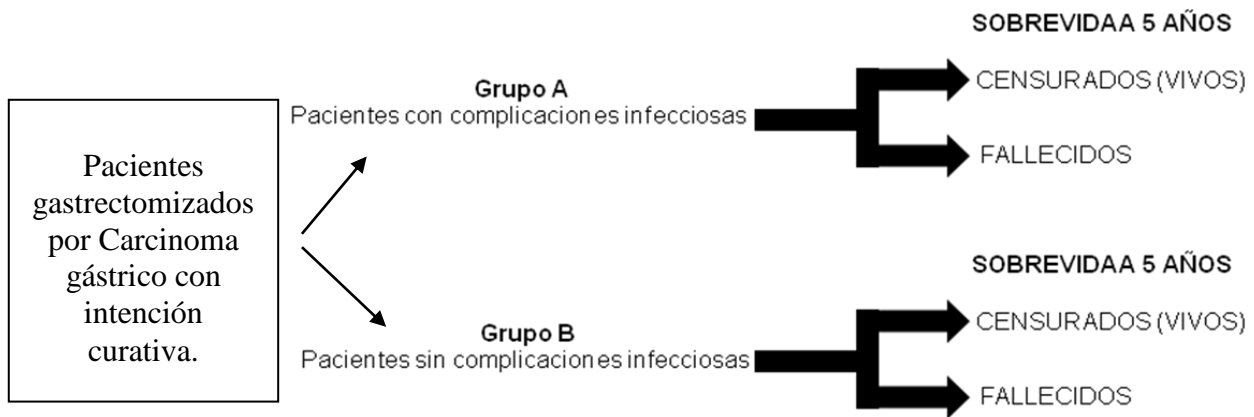 Pacientes
gastrectomizados
por Carcinoma
gástrico con
intención
curativa.
Grupo A
Pacientes con complicaciones infecciosas
SOBREVIDAA 5 AÑOS
CENSURADOS (VIVOS)
FALLECIDOS
Grupo B
Pacientes sin complicaciones infecciosas
SOBREVIDAA 5 AÑOS
CENSURADOS (VIVOS)
FALLECIDOS